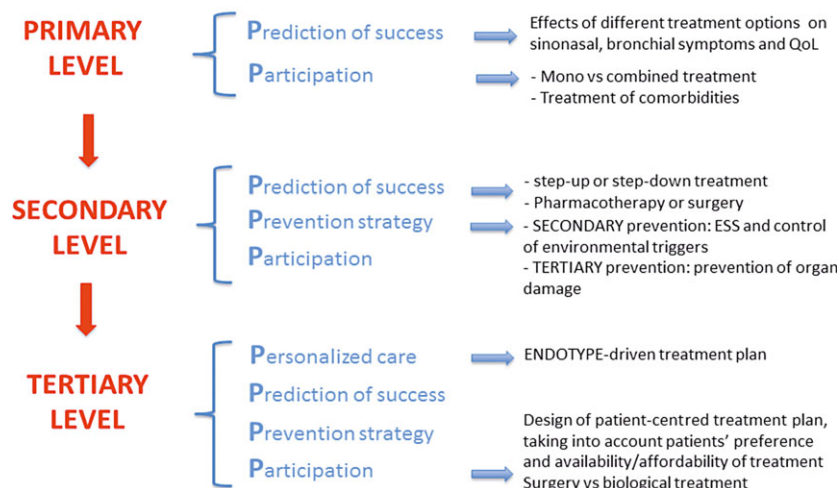 PRIMARY
LEVEL
Prediction of success
Effects of different treatment options on
sinonasal, bronchial symptoms and QoL
Participation
- Mono vs combined treatment
- Treatment of comorbidities
SECONDARY
LEVEL
Prediction of success
- step-up or step-down treatment
- Pharmacotherapy or surgery
Prevention strategy
- SECONDARY prevention: ESS and control
of environmental triggers
Participation
- TERTIARY prevention: prevention of organ
damage
TERTIARY
LEVEL
Personalized care
ENDOTYPE-driven treatment plan
Prediction of success
Prevention strategy
Participation
Design of patient-centred treatment plan,
taking into account patients' preference
and availability/affordability of treatment
Surgery vs biological treatment